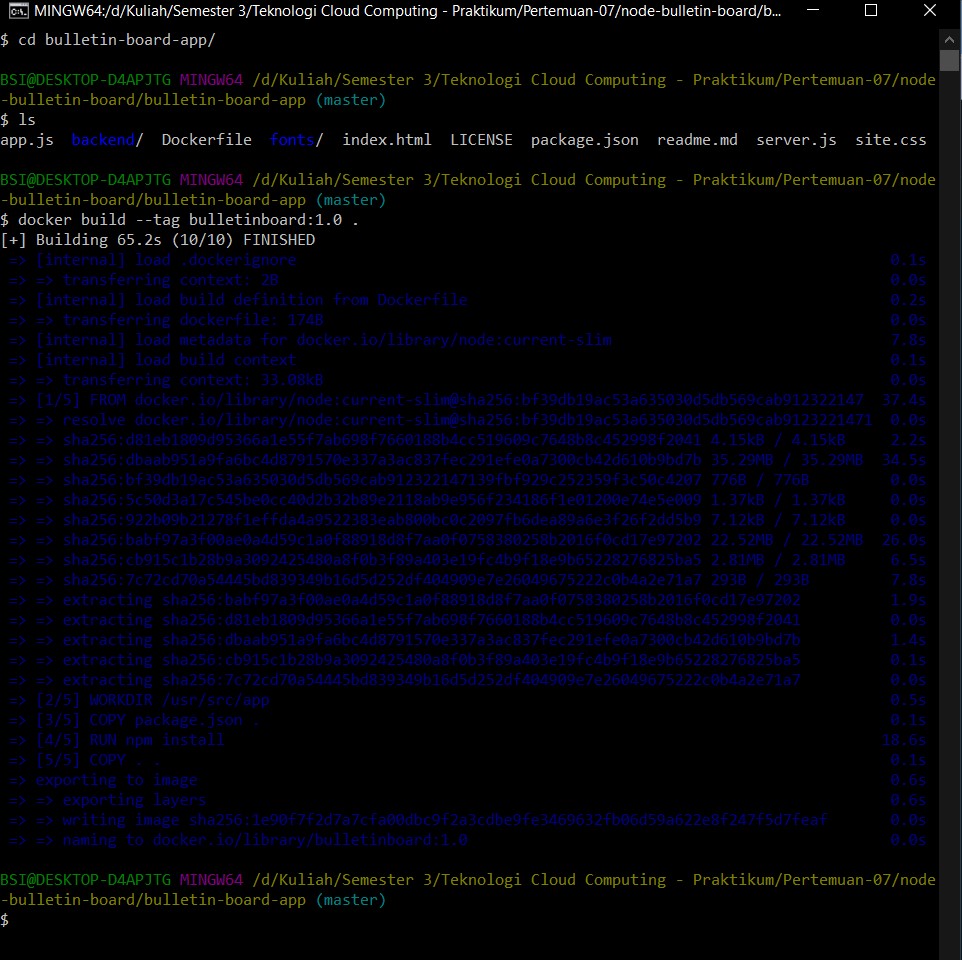 MINGW64:/d/Kuliah/Semester 3/Teknologi Cloud Computing - Praktikum/Pertemuan-07/node-bulletin-board/b...
$ cd bulletin-board-app/
BSI@DESKTOP-D4APJTG MINGW64 /d/Kuliah/Semester 3/Teknologi Cloud Computing - Praktikum/Pertemuan-07/node
-bulletin-board/bulletin-board-app (master)
$ ls
app.js backend/ Dockerfile fonts/ index.html LICENSE package.json readme.md server.js site.css
BSI@DESKTOP-D4APJTG MINGW64 /d/Kuliah/Semester 3/Teknologi Cloud Computing - Praktikum/Pertemuan-07/node
-bulletin-board/bulletin-board-app (master)
$ docker build --tag bulletinboard:1.0 .
[+] Building 65.2s (10/10) FINISHED
=> [internal] load .dockerignore 0.1s
=> => transferring context: 2B 0.0s
=> [internal] load build definition from Dockerfile 0.2s
=> => transferring dockerfile: 174B 0.0s
=> [internal] load metadata for docker.io/library/node:current-slim 7.8s
=> [internal] load build context 0.1s
=> => transferring context: 33.08kB 0.0s
=> [1/5] FROM docker.io/library/node:current-slim@sha256:bf39db19ac53a635030d5db569cab912322147 37.4s
=> => resolve docker.io/library/node:current-slim@sha256:bf39db19ac53a635030d5db569cab9123221471 0.0s
=> => sha256:d81eb1809d95366a1e55f7ab698f7660188b4cc519609c7648b8c452998f2041 4.15kB / 4.15kB 2.2s
=> => sha256:dbaab951a9fa6bc4d8791570e337a3ac837fec291efe0a7300cb42d610b9bd7b 35.29MB / 35.29MB 34.5s
=> => sha256:bf39db19ac53a635030d5db569cab912322147139fbf929c252359f3c50c4207 776B / 776B 0.0s
=> => sha256:5c50d3a17c545be0cc40d2b32b89e2118ab9e956f234186f1e01200e74e5e009 1.37kB / 1.37kB 0.0s
=> => sha256:922b09b21278f1effda4a9522383eab800bc0c2097fb6dea89a6e3f26f2dd5b9 7.12kB / 7.12kB 0.0s
=> => sha256:babf97a3f00ae0a4d59c1a0f88918d8f7aa0f0758380258b2016f0cd17e97202 22.52MB / 22.52MB 26.0s
=> => sha256:cb915c1b28b9a3092425480a8f0b3f89a403e19fc4b9f18e9b65228276825ba5 2.81MB / 2.81MB 6.5s
=> => sha256:7c72cd70a54445bd839349b16d5d252df404909e7e26049675222c0b4a2e71a7 293B / 293B 7.8s
=> => extracting sha256:babf97a3f00ae0a4d59c1a0f88918d8f7aa0f0758380258b2016f0cd17e97202 1.9s
=> => extracting sha256:d81eb1809d95366a1e55f7ab698f7660188b4cc519609c7648b8c452998f2041 0.0s
=> => extracting sha256:dbaab951a9fa6bc4d8791570e337a3ac837fec291efe0a7300cb42d610b9bd7b 1.4s
=> => extracting sha256:cb915c1b28b9a3092425480a8f0b3f89a403e19fc4b9f18e9b65228276825ba5 0.1s
=> => extracting sha256:7c72cd70a54445bd839349b16d5d252df404909e7e26049675222c0b4a2e71a7 0.0s
=> [2/5] WORKDIR /usr/src/app 0.5s
=> [3/5] COPY package.json . 0.1s
=> [4/5] RUN npm install 18.6s
=> [5/5] COPY . . 0.1s
=> exporting to image 0.6s
=> => exporting layers 0.6s
=> => writing image sha256:1e90f7f2d7a7cfa00dbc9f2a3cdbe9fe3469632fb06d59a622e8f247f5d7feaf 0.0s
=> => naming to docker.io/library/bulletinboard:1.0 0.0s
BSI@DESKTOP-D4APJTG MINGW64 /d/Kuliah/Semester 3/Teknologi Cloud Computing - Praktikum/Pertemuan-07/node
-bulletin-board/bulletin-board-app (master)
$